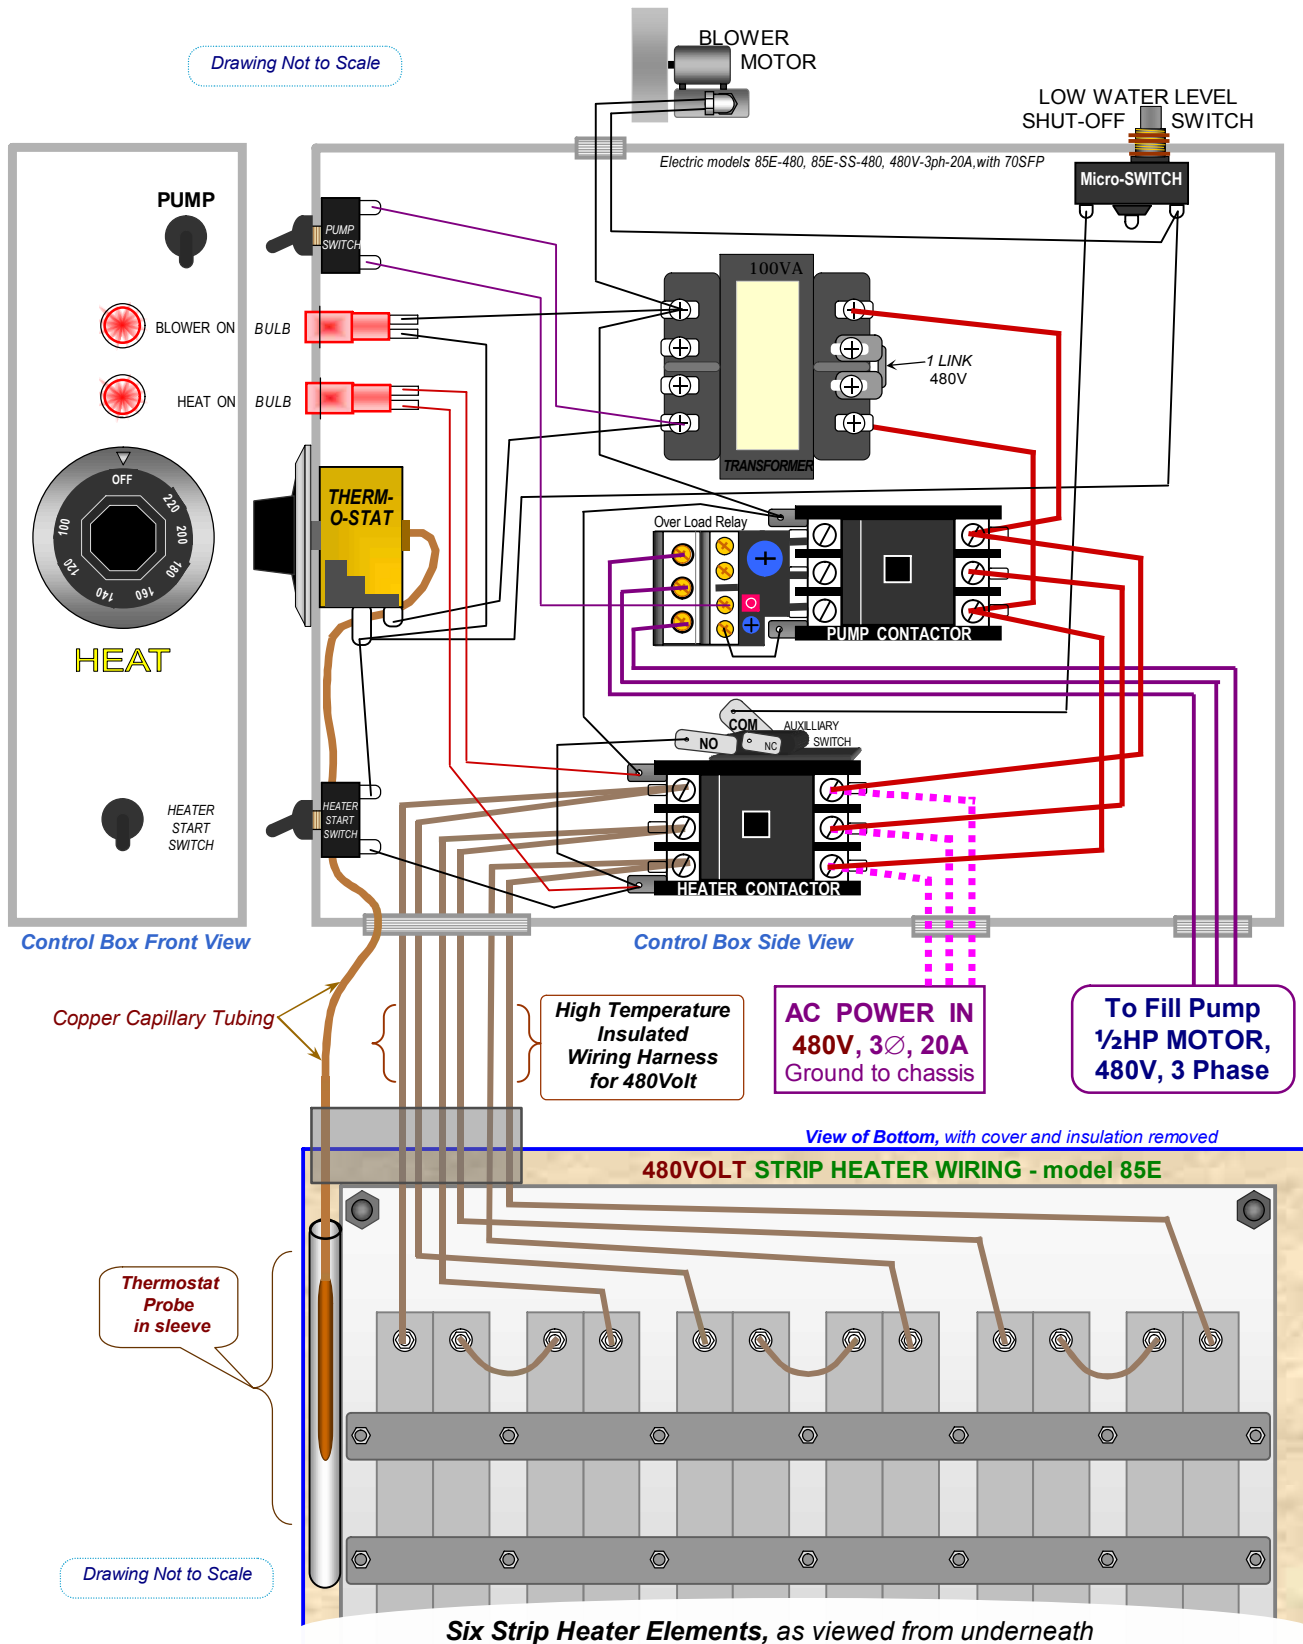 Drawing Not to Scale
BLOWER
MOTOR
LOW WATER LEVEL
SHUT-OFF SWITCH
Electric models: 85E-480, 85E-SS-480, 480V-3ph-20A,with 70SFP
Micro-SWITCH
PUMP
PUMP
SWITCH
100VA
BLOWER ON
BULB
1 LINK
480V
HEAT ON
BULB
TRANSFORMER
OFF
220
200
180
160
140
120
100
THERM-
O-STAT
Over Load Relay
PUMP CONTACTOR
HEAT
COM
AUXILLIARY
SWITCH
NO
NC
HEATER
START
SWITCH
HEATER
START
SWITCH
HEATER CONTACTOR
Control Box Front View
Control Box Side View
Copper Capillary Tubing
High Temperature
Insulated
Wiring Harness
for 480Volt
AC POWER IN
480V, 3∅, 20A
Ground to chassis
To Fill Pump
½HP MOTOR,
480V, 3 Phase
View of Bottom, with cover and insulation removed
480VOLT STRIP HEATER WIRING - model 85E
Thermostat
Probe
in sleeve
Drawing Not to Scale
Six Strip Heater Elements, as viewed from underneath